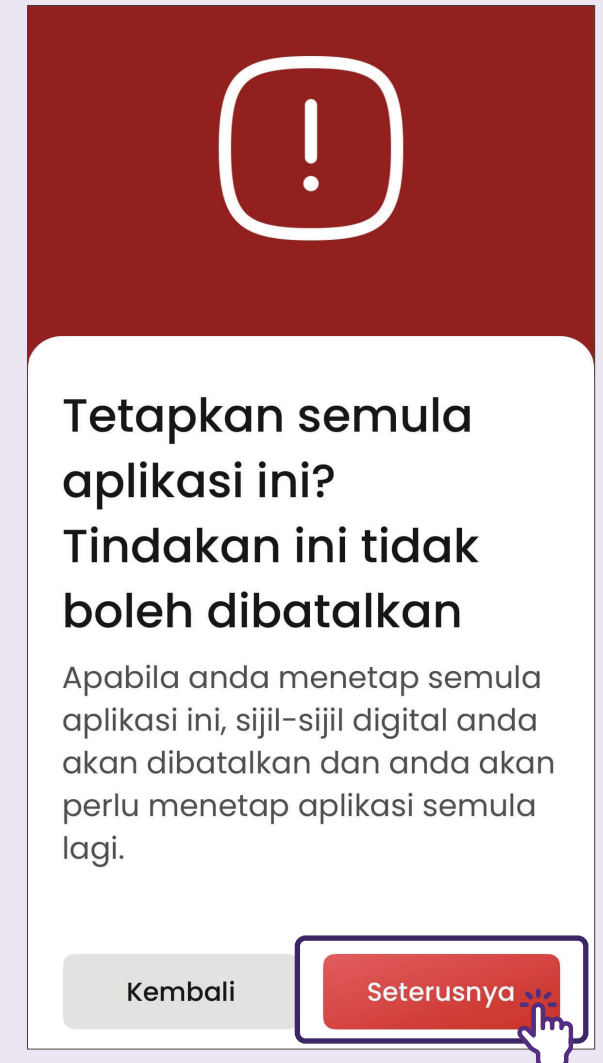 Tetapkan semula
aplikasi ini?
Tindakan ini tidak
boleh dibatalkan
Apabila anda menetap semula
aplikasi ini, sijil-sijil digital anda
akan dibatalkan dan anda akan
perlu menetap aplikasi semula
lagi.
Kembali
Seterusnya